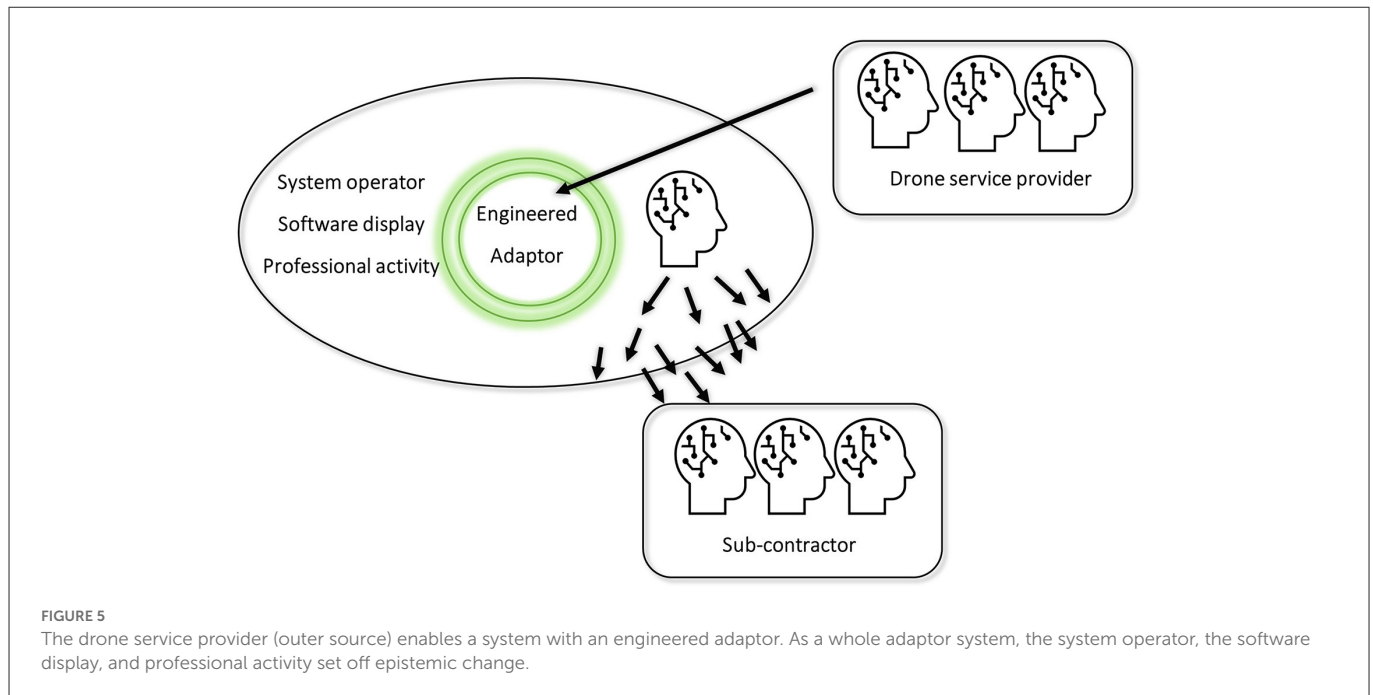 Drone service provider
System operator
Software display
Professional activity
Engineered
Adaptor
Sub-contractor
FIGURE 5
The drone service provider (outer source) enables a system with an engineered adaptor. As a whole adaptor system, the system operator, the software
display, and professional activity set off epistemic change.